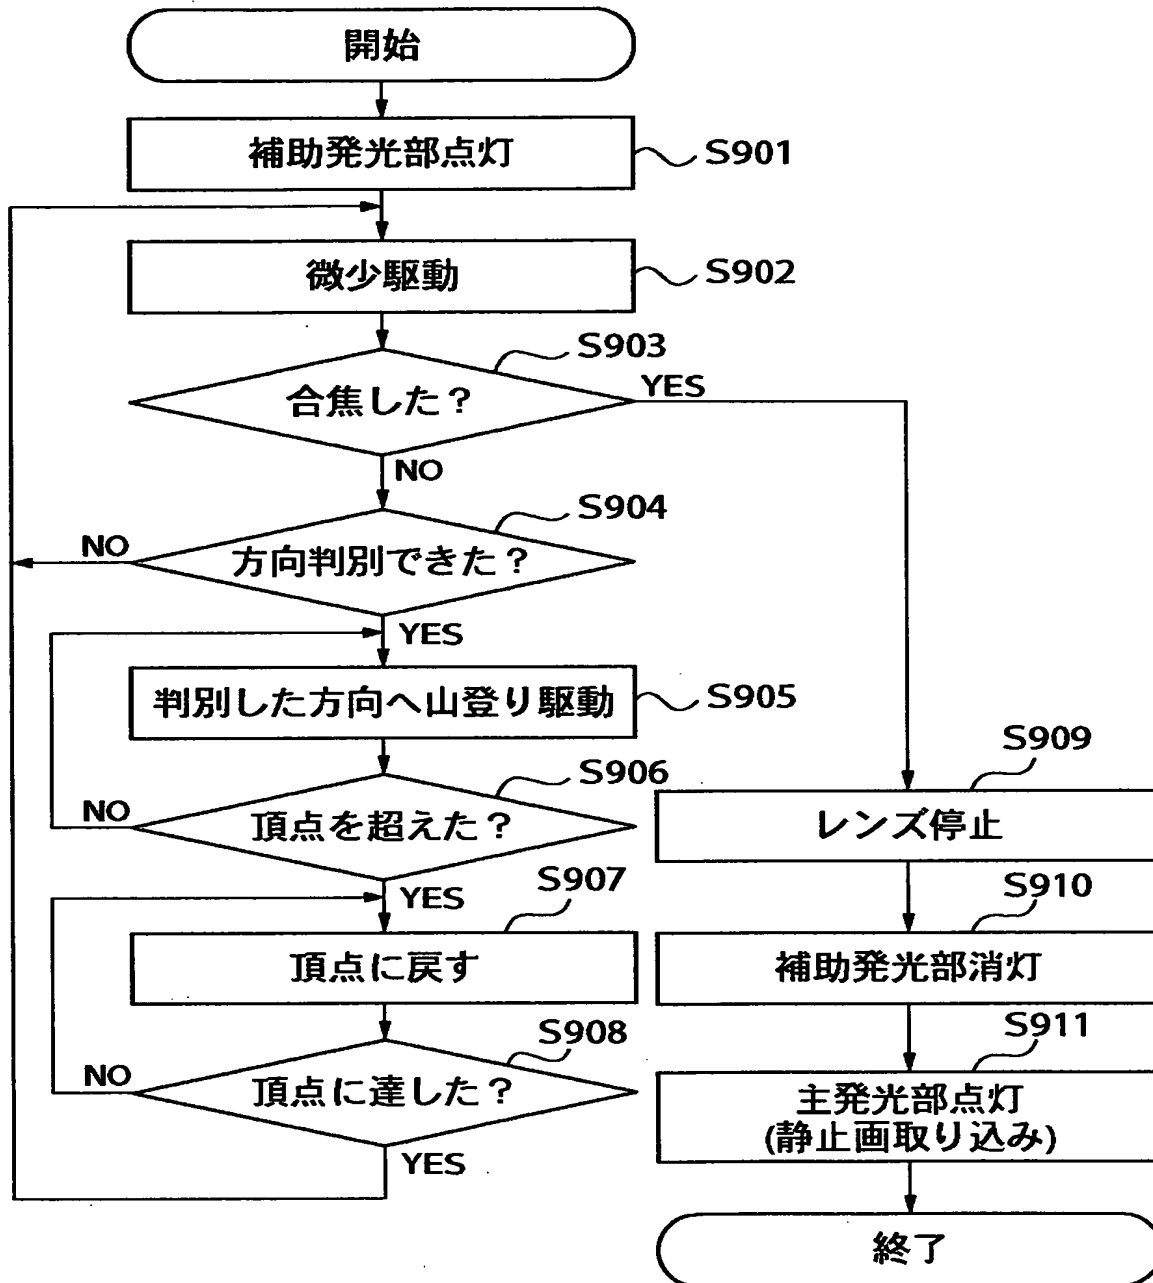 開始
補助発光部点灯
S901
微少駆動
S902
S903
合焦した?
YES
NO
S904
方向判別できた?
NO
YES
判別した方向へ山登り駆動
S905
S906
頂点を超えた?
NO
YES
S907
頂点に戻す
S908
頂点に達した?
NO
YES
S909
レンズ停止
S910
補助発光部消灯
S911
主発光部点灯
(静止画取り込み)
終了